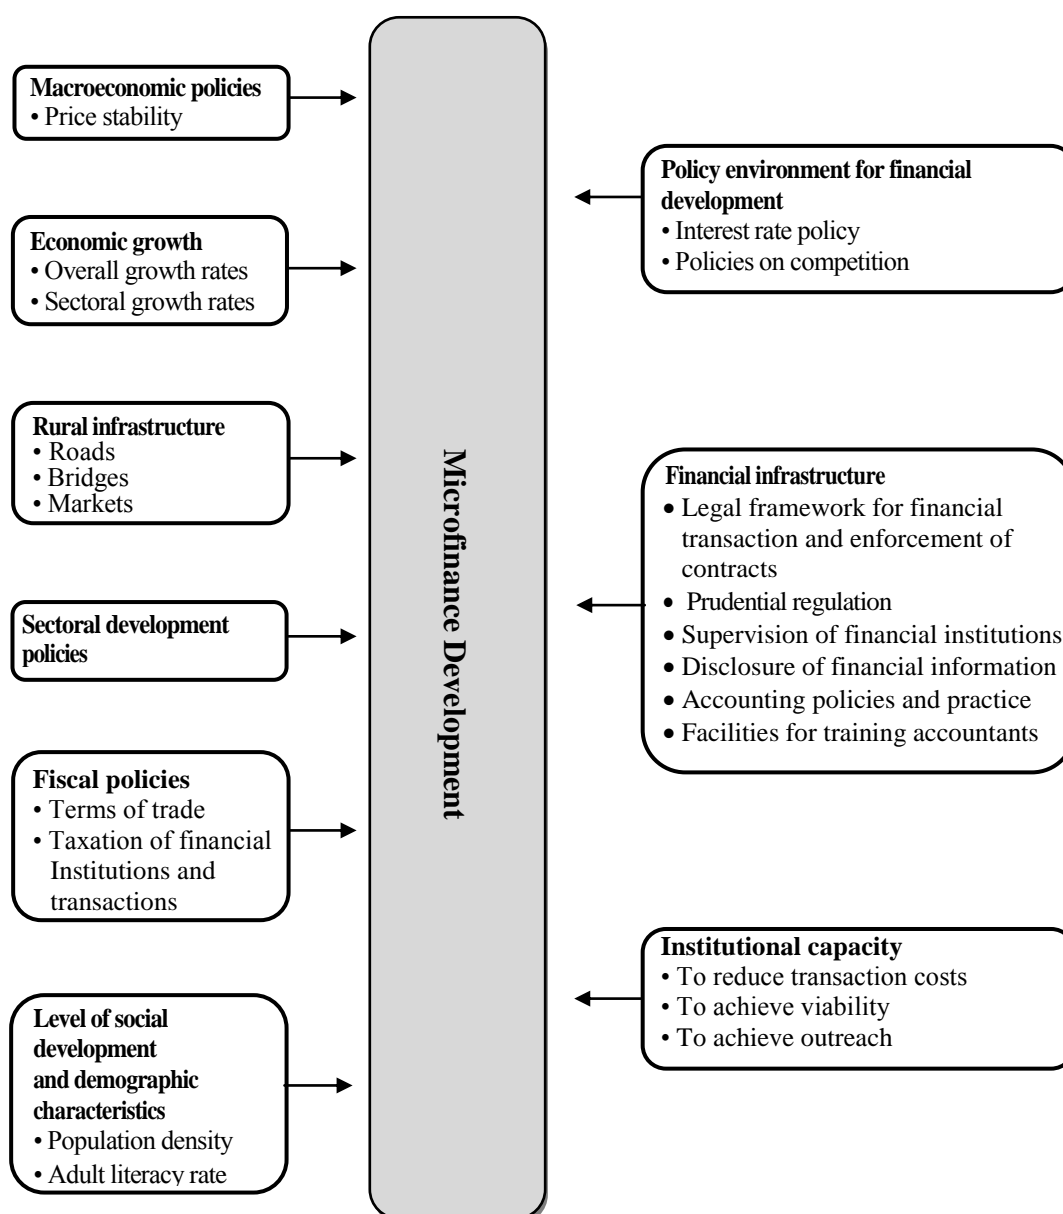 Macroeconomic policies
• Price stability
Economic growth
• Overall growth rates
• Sectoral growth rates
Rural infrastructure
• Roads
• Bridges
• Markets
Sectoral development
policies
Fiscal policies
• Terms of trade
• Taxation of financial
Institutions and
transactions
Level of social
development
and demographic
characteristics
• Population density
• Adult literacy rate
Microfinance Development
Policy environment for financial
development
• Interest rate policy
• Policies on competition
Financial infrastructure
• Legal framework for financial
transaction and enforcement of
contracts
• Prudential regulation
• Supervision of financial institutions
• Disclosure of financial information
• Accounting policies and practice
• Facilities for training accountants
Institutional capacity
• To reduce transaction costs
• To achieve viability
• To achieve outreach